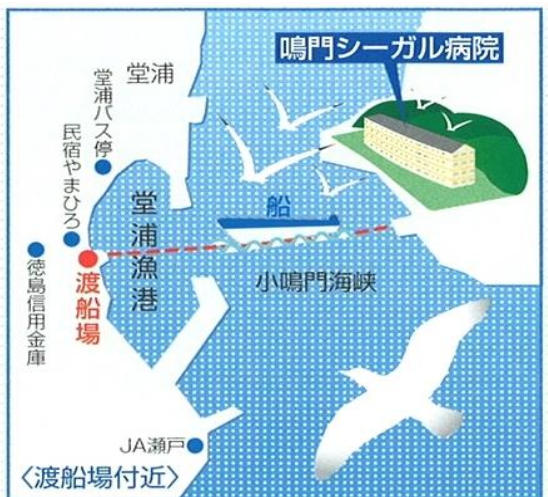 鳴門シーガル病院
堂浦
堂浦バス停
民宿やまひろ
徳島信用金庫
渡船場
堂浦漁港
船
小鳴門海峡
JA瀬戸
〈渡船場付近〉